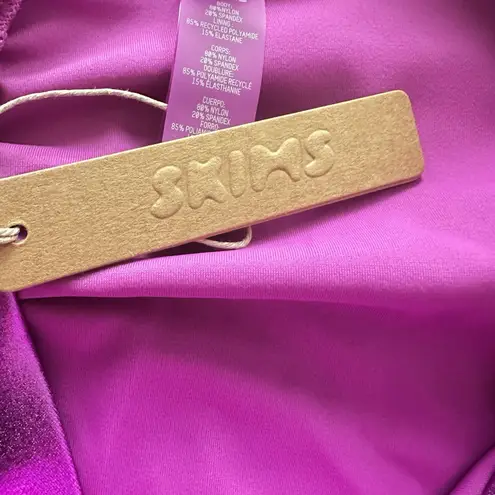 BODY:
80% NYLON
20% SPANDEX
LINING:
85% RECYCLED POLYAMIDE
15% ELASTANE
CORPS:
80% NYLON
20% SPANDEX
DOUBLURE:
85% POLYAMIDE RECYCLÉ
15% ELASTHANNE
CUERPO:
80% NYLON
20% SPANDEX
FORRO
85%
SKIMS